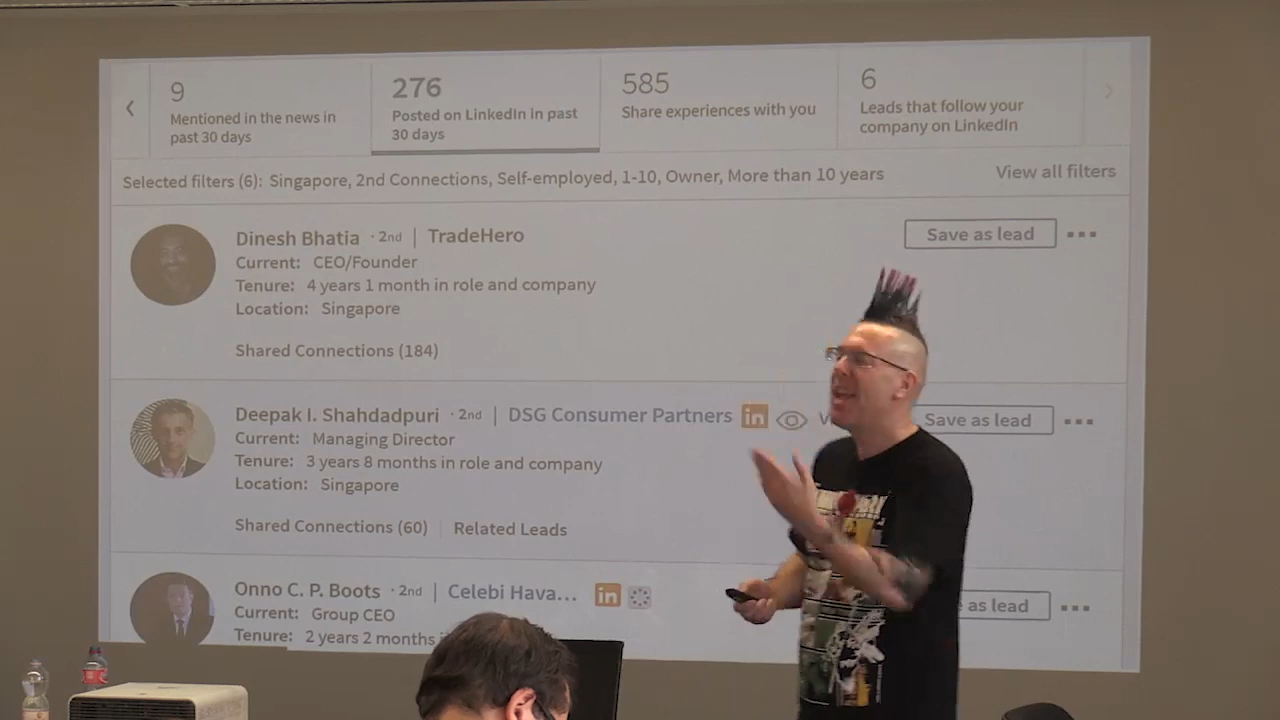 9
Mentioned in the news in
past 30 days
276
Posted on LinkedIn in past
30 days
585
Share experiences with you
6
Leads that follow your
company on LinkedIn
Selected filters (6): Singapore, 2nd Connections, Self-employed, 1-10, Owner, More than 10 years
View all filters
Dinesh Bhatia · 2nd | TradeHero
Save as lead
Current: CEO/Founder
Tenure: 4 years 1 month in role and company
Location: Singapore
Shared Connections (184)
Deepak I. Shahdadpuri · 2nd | DSG Consumer Partners in
Save as lead
Current: Managing Director
Tenure: 3 years 8 months in role and company
Location: Singapore
Shared Connections (60) | Related Leads
Onno C. P. Boots · 2nd | Celebi Hava... in
as lead
Current: Group CEO
Tenure: 2 years 2 months